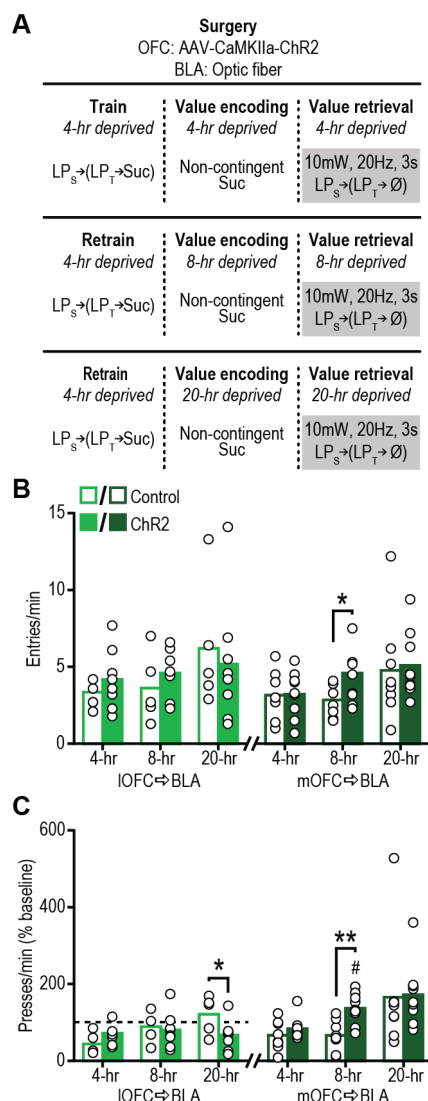 A
Surgery
OFC: AAV-CaMKIIa-ChR2
BLA: Optic fiber
Train Value encoding Value retrieval
4-hr deprived 4-hr deprived 4-hr deprived
LPS→(LPT→Suc) Non-contingent Suc 10mW, 20Hz, 3s
LPS→(LPT→Ø)
Retrain Value encoding Value retrieval
4-hr deprived 8-hr deprived 8-hr deprived
LPS→(LPT→Suc) Non-contingent Suc 10mW, 20Hz, 3s
LPS→(LPT→Ø)
Retrain Value encoding Value retrieval
4-hr deprived 20-hr deprived 20-hr deprived
LPS→(LPT→Suc) Non-contingent Suc 10mW, 20Hz, 3s
LPS→(LPT→Ø)
B
/ Control
/ ChR2
Entries/min
15
10
5
0
*
4-hr 8-hr 20-hr // 4-hr 8-hr 20-hr
lOFC⇨BLA mOFC⇨BLA
C
Presses/min (% baseline)
600
400
200
0
* ** #
4-hr 8-hr 20-hr // 4-hr 8-hr 20-hr
lOFC⇨BLA mOFC⇨BLA